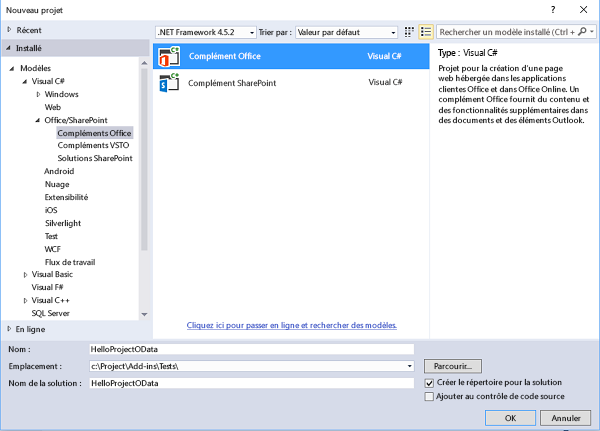 Nouveau projet
Récent
.NET Framework 4.5.2
Trier par :
Valeur par défaut
Rechercher un modèle installé (Ctrl +
Installé
Modèles
Visual C#
Windows
Web
Office/SharePoint
Compléments Office
Compléments VSTO
Solutions SharePoint
Android
Nuage
Extensibilité
iOS
Silverlight
Test
WCF
Flux de travail
Visual Basic
Visual F#
Visual C++
SQL Server
En ligne
Complément Office Visual C#
Complément SharePoint Visual C#
Cliquez ici pour passer en ligne et rechercher des modèles.
Type : Visual C#
Projet pour la création d'une page
web hébergée dans les applications
clientes Office et dans Office Online. Un
complément Office fournit du contenu et
des fonctionnalités supplémentaires dans
des documents et des éléments Outlook.
Nom : HelloProjectOData
Emplacement : c:\Project\Add-ins\Tests\
Parcourir...
Nom de la solution : HelloProjectOData
Créer le répertoire pour la solution
Ajouter au contrôle de code source
OK
Annuler